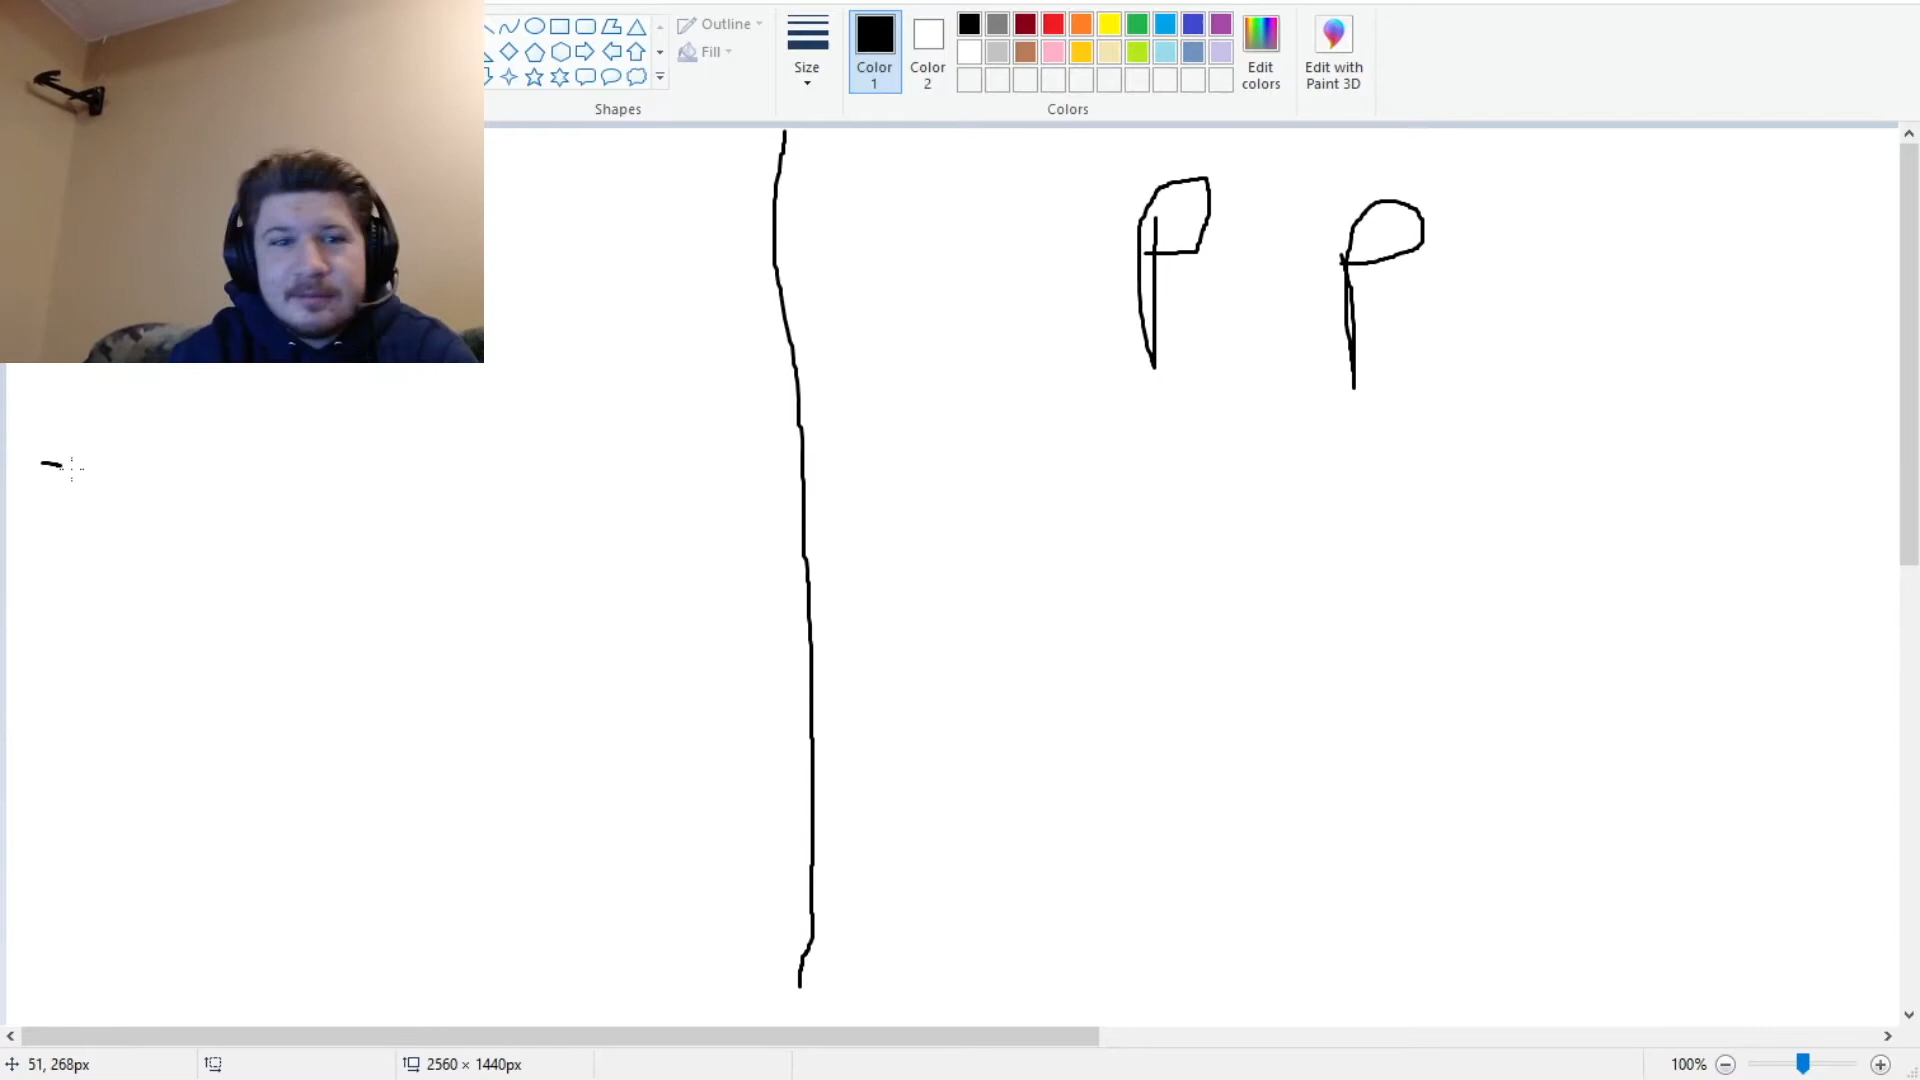 Outline
Fill
Size
Color 1
Color 2
Edit colors
Edit with Paint 3D
Shapes
Colors
P P
51, 268px
2560 × 1440px
100%